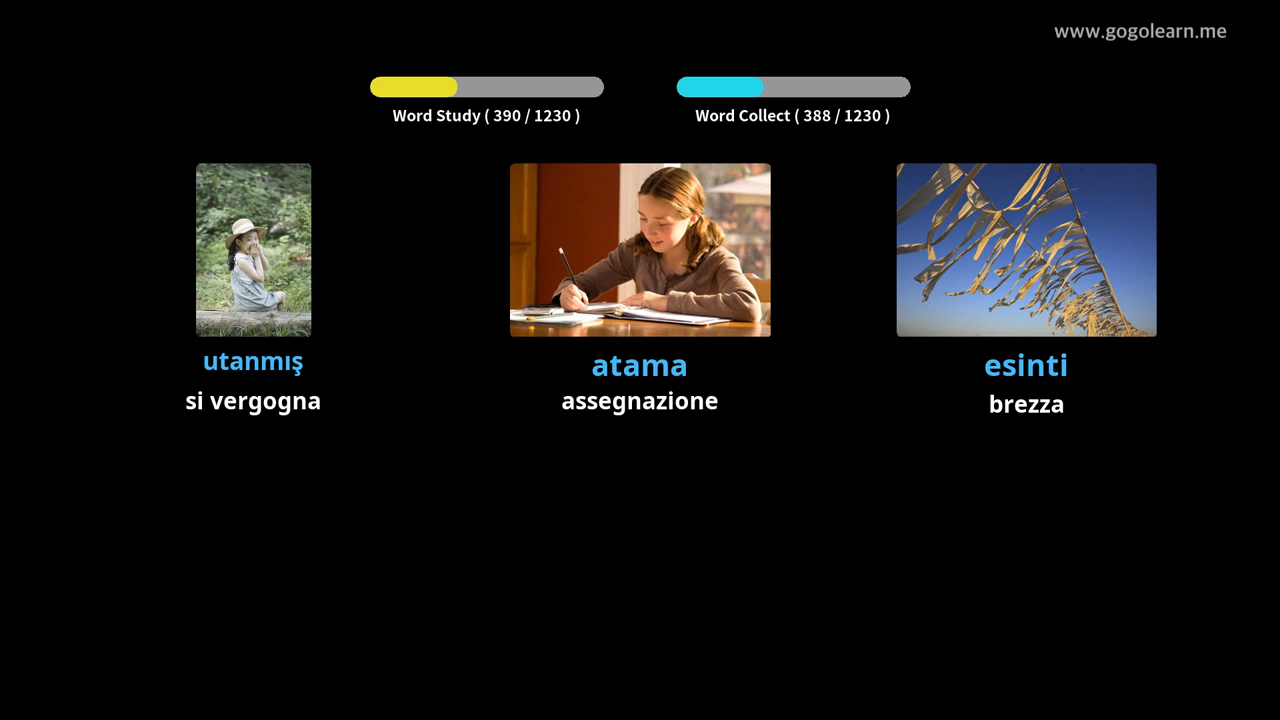 www.gogolearn.me
Word Study ( 390 / 1230 )
Word Collect ( 388 / 1230 )
utanmış
si vergogna
atama
assegnazione
esinti
brezza